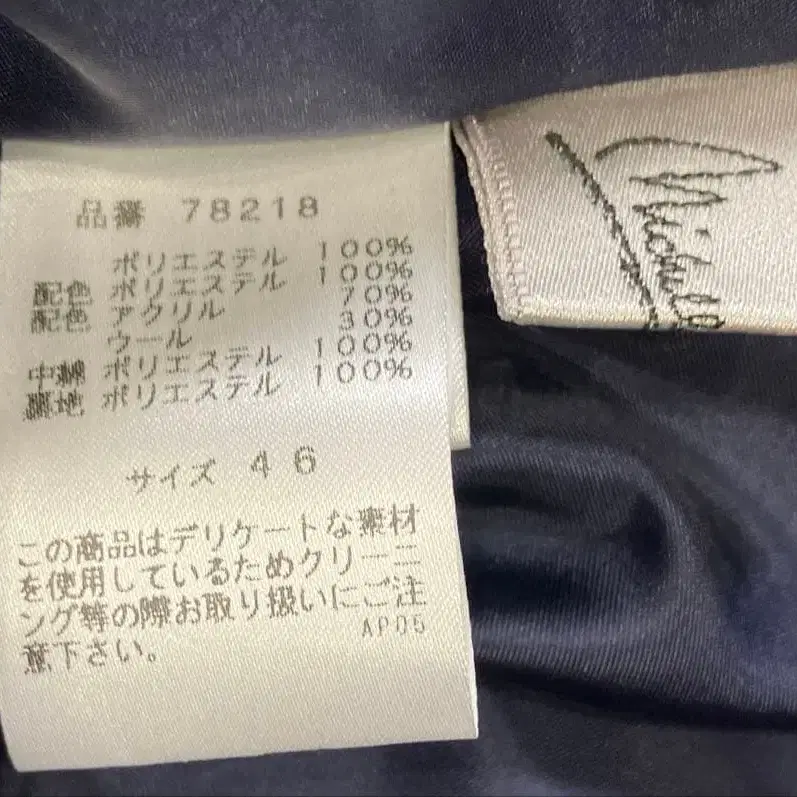 品番 78218
ポリエステル 100%
配色 ポリエステル 100%
配色 アクリル 70%
ウール 30%
中綿 ポリエステル 100%
裏地 ポリエステル 100%
サイズ 46
この商品はデリケートな素材
を使用しているためクリーニ
ング等の際お取り扱いにご注
意下さい。
AP05
Michell